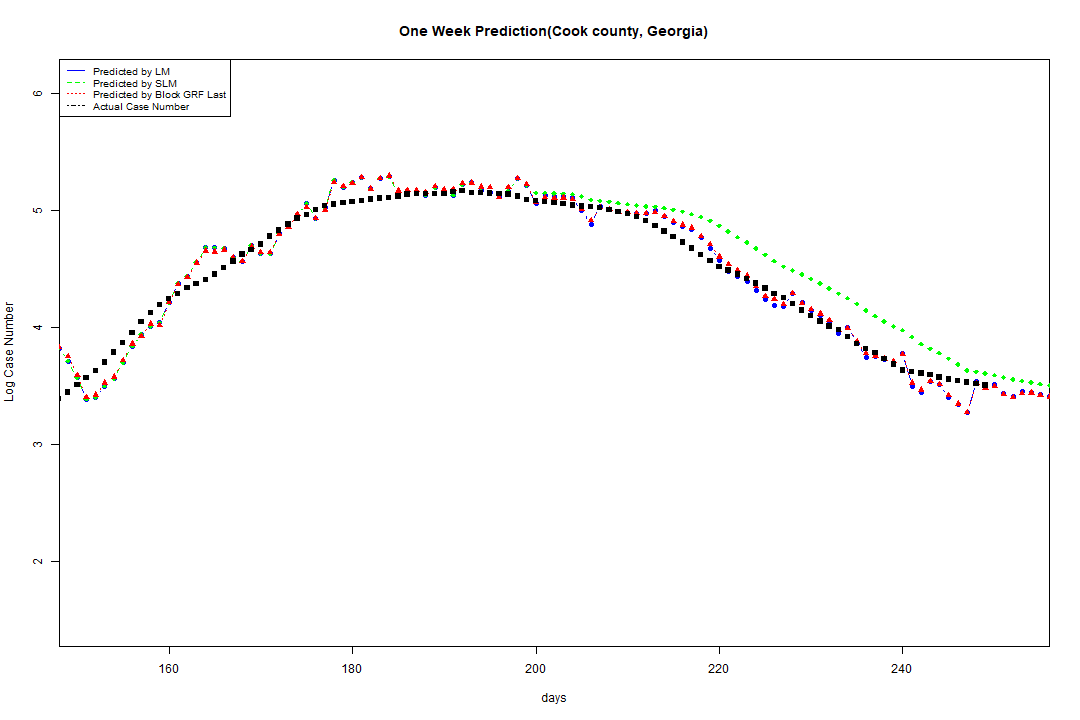 One Week Prediction(Cook county, Georgia)
Predicted by LM
Predicted by SLM
Predicted by Block GRF Last
Actual Case Number
6
5
4
3
2
Log Case Number
160 180 200 220 240
days